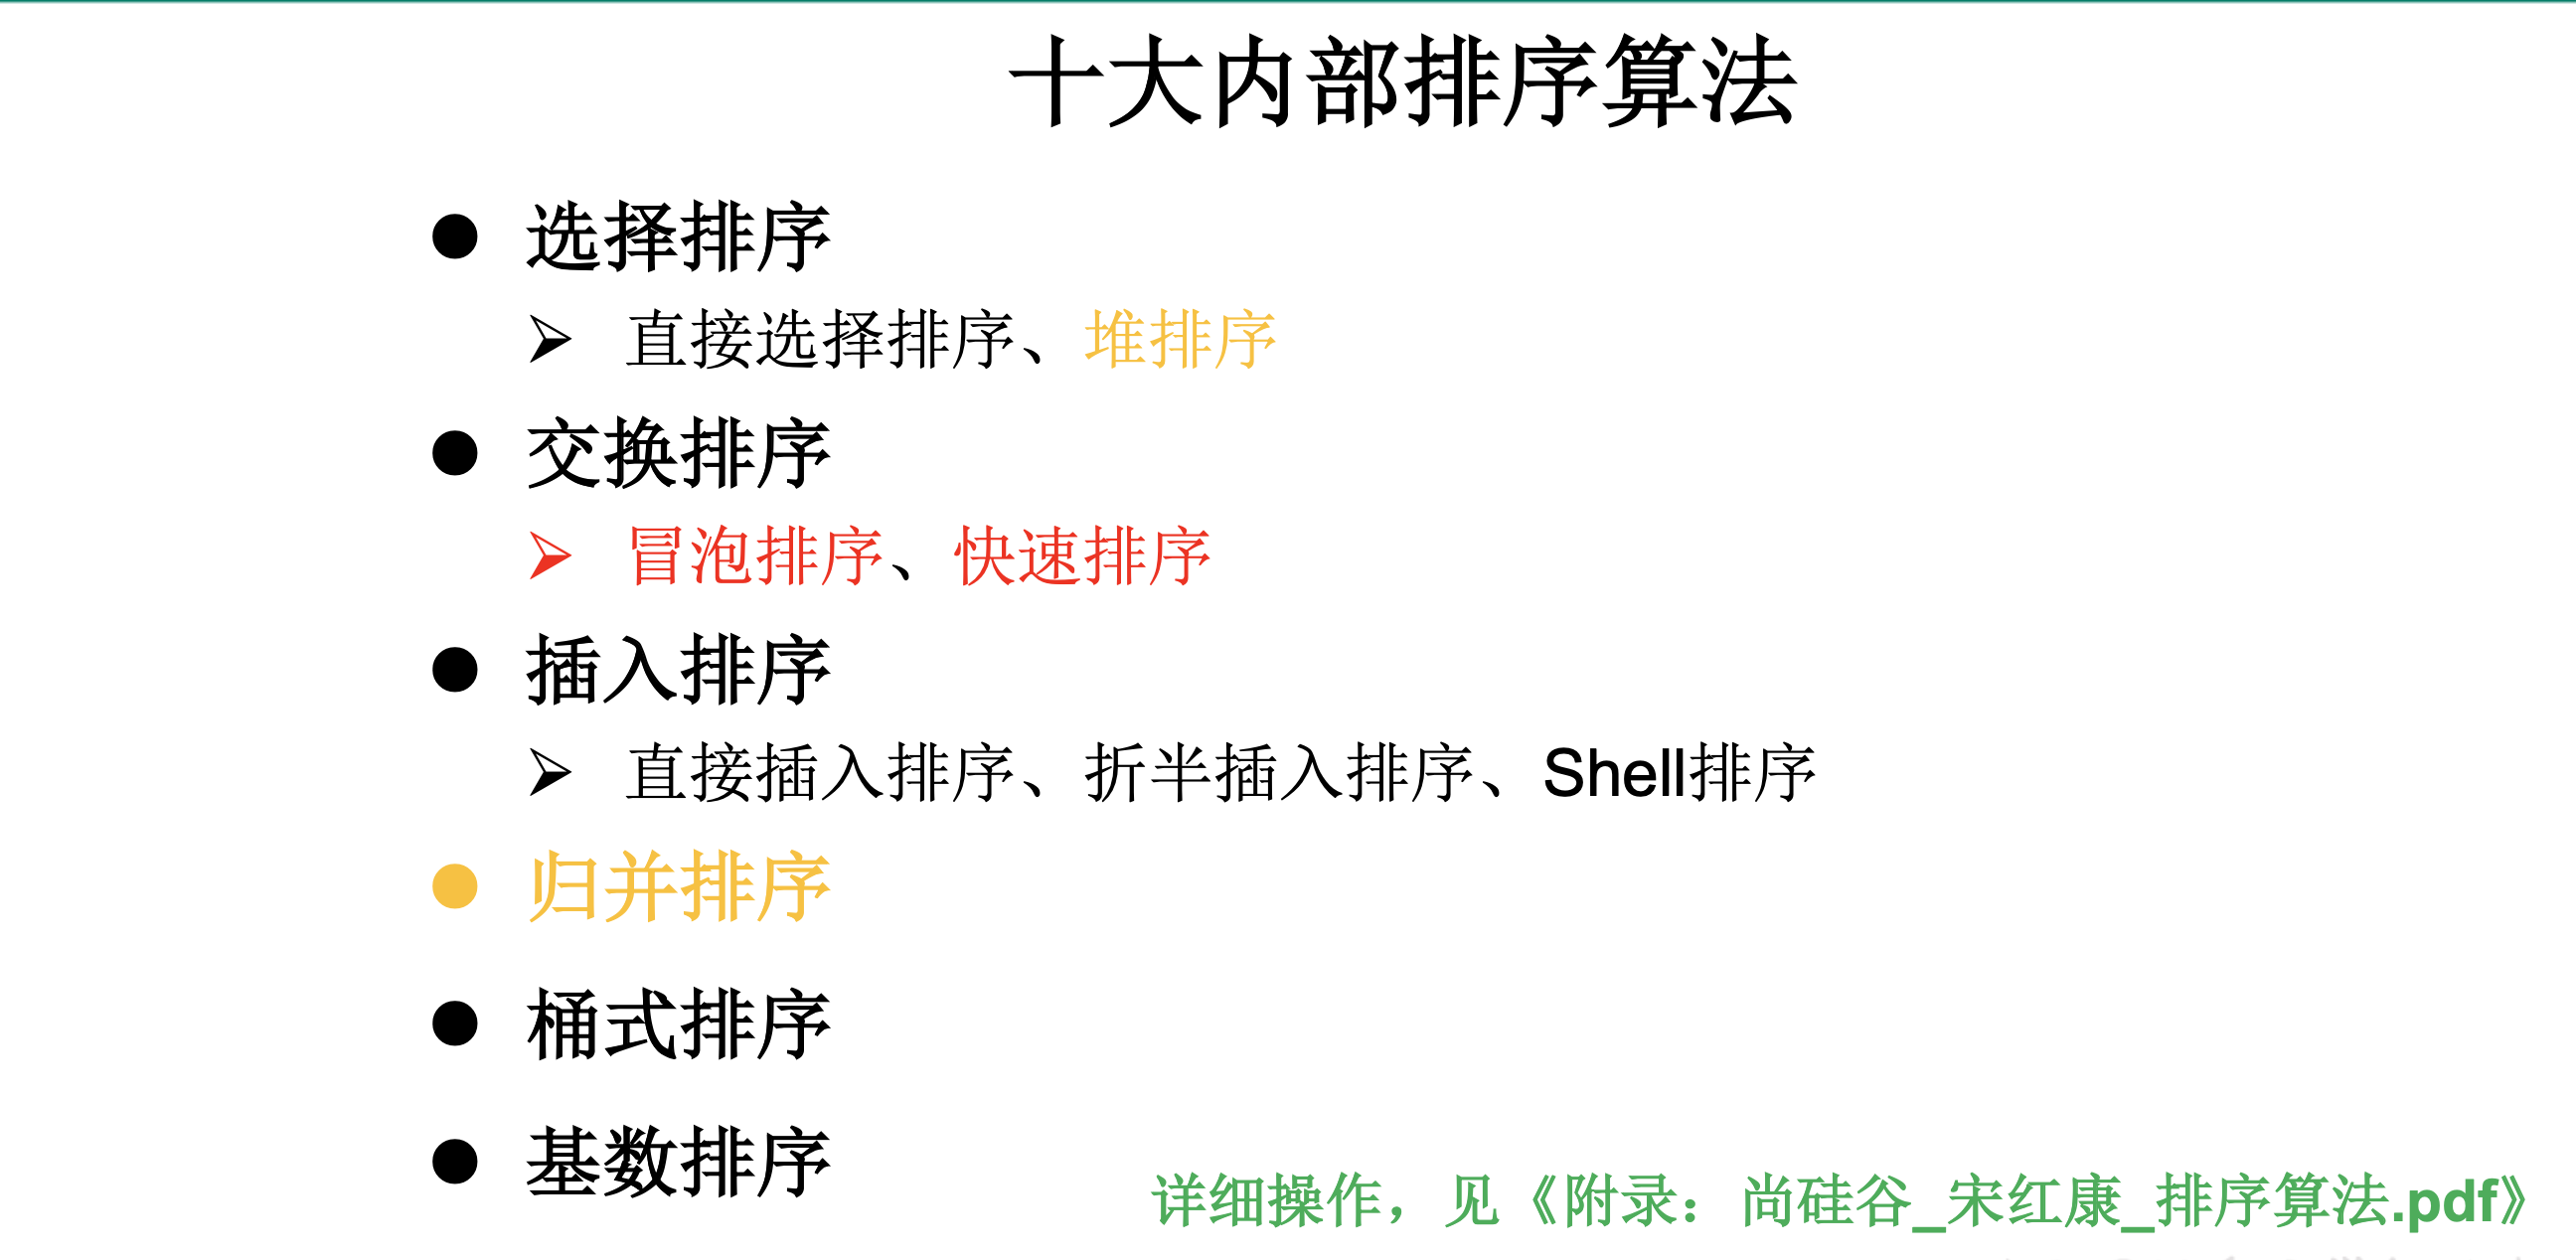 十大内部排序算法
选择排序
直接选择排序、堆排序
交换排序
冒泡排序、快速排序
插入排序
直接插入排序、折半插入排序、Shell排序
归并排序
桶式排序
基数排序
详细操作，见《附录：尚硅谷_宋红康_排序算法.pdf》